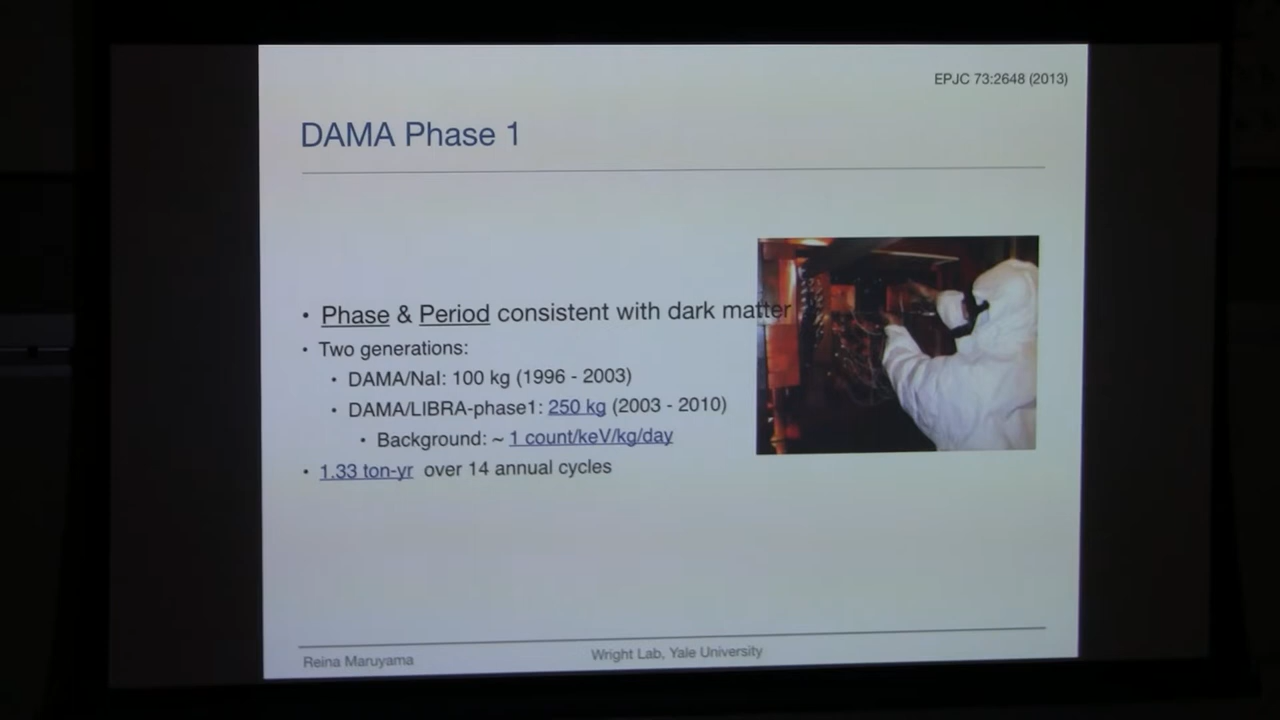 EPJC 73:2648 (2013)
DAMA Phase 1
• Phase & Period consistent with dark matter
• Two generations:
• DAMA/NaI: 100 kg (1996 - 2003)
• DAMA/LIBRA-phase1: 250 kg (2003 - 2010)
• Background: ~ 1 count/keV/kg/day
• 1.33 ton-yr over 14 annual cycles
Reina Maruyama
Wright Lab, Yale University